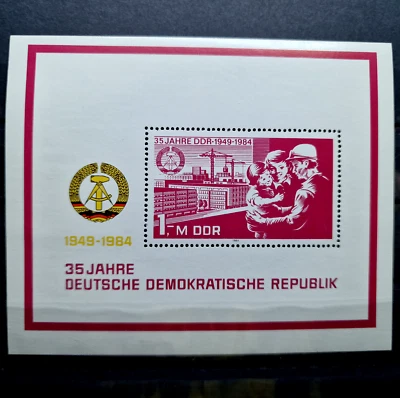 35 JAHRE DDR·1949-1984
1,-M DDR
1949-1984
35 JAHRE
DEUTSCHE DEMOKRATISCHE REPUBLIK